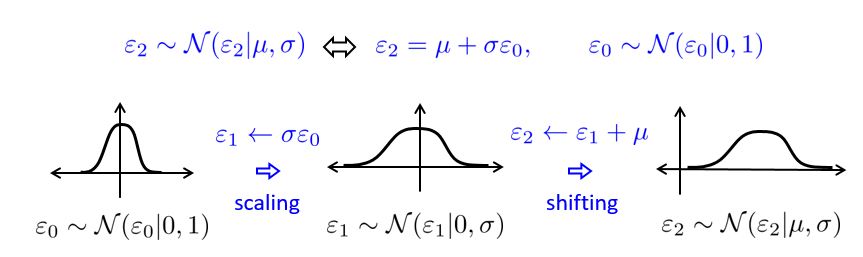 ε₂ ∼ 𝒩(ε₂|μ, σ) ⇔ ε₂ = μ + σε₀, ε₀ ∼ 𝒩(ε₀|0, 1)
ε₁ ← σε₀
scaling
ε₂ ← ε₁ + μ
shifting
ε₀ ∼ 𝒩(ε₀|0, 1)
ε₁ ∼ 𝒩(ε₁|0, σ)
ε₂ ∼ 𝒩(ε₂|μ, σ)